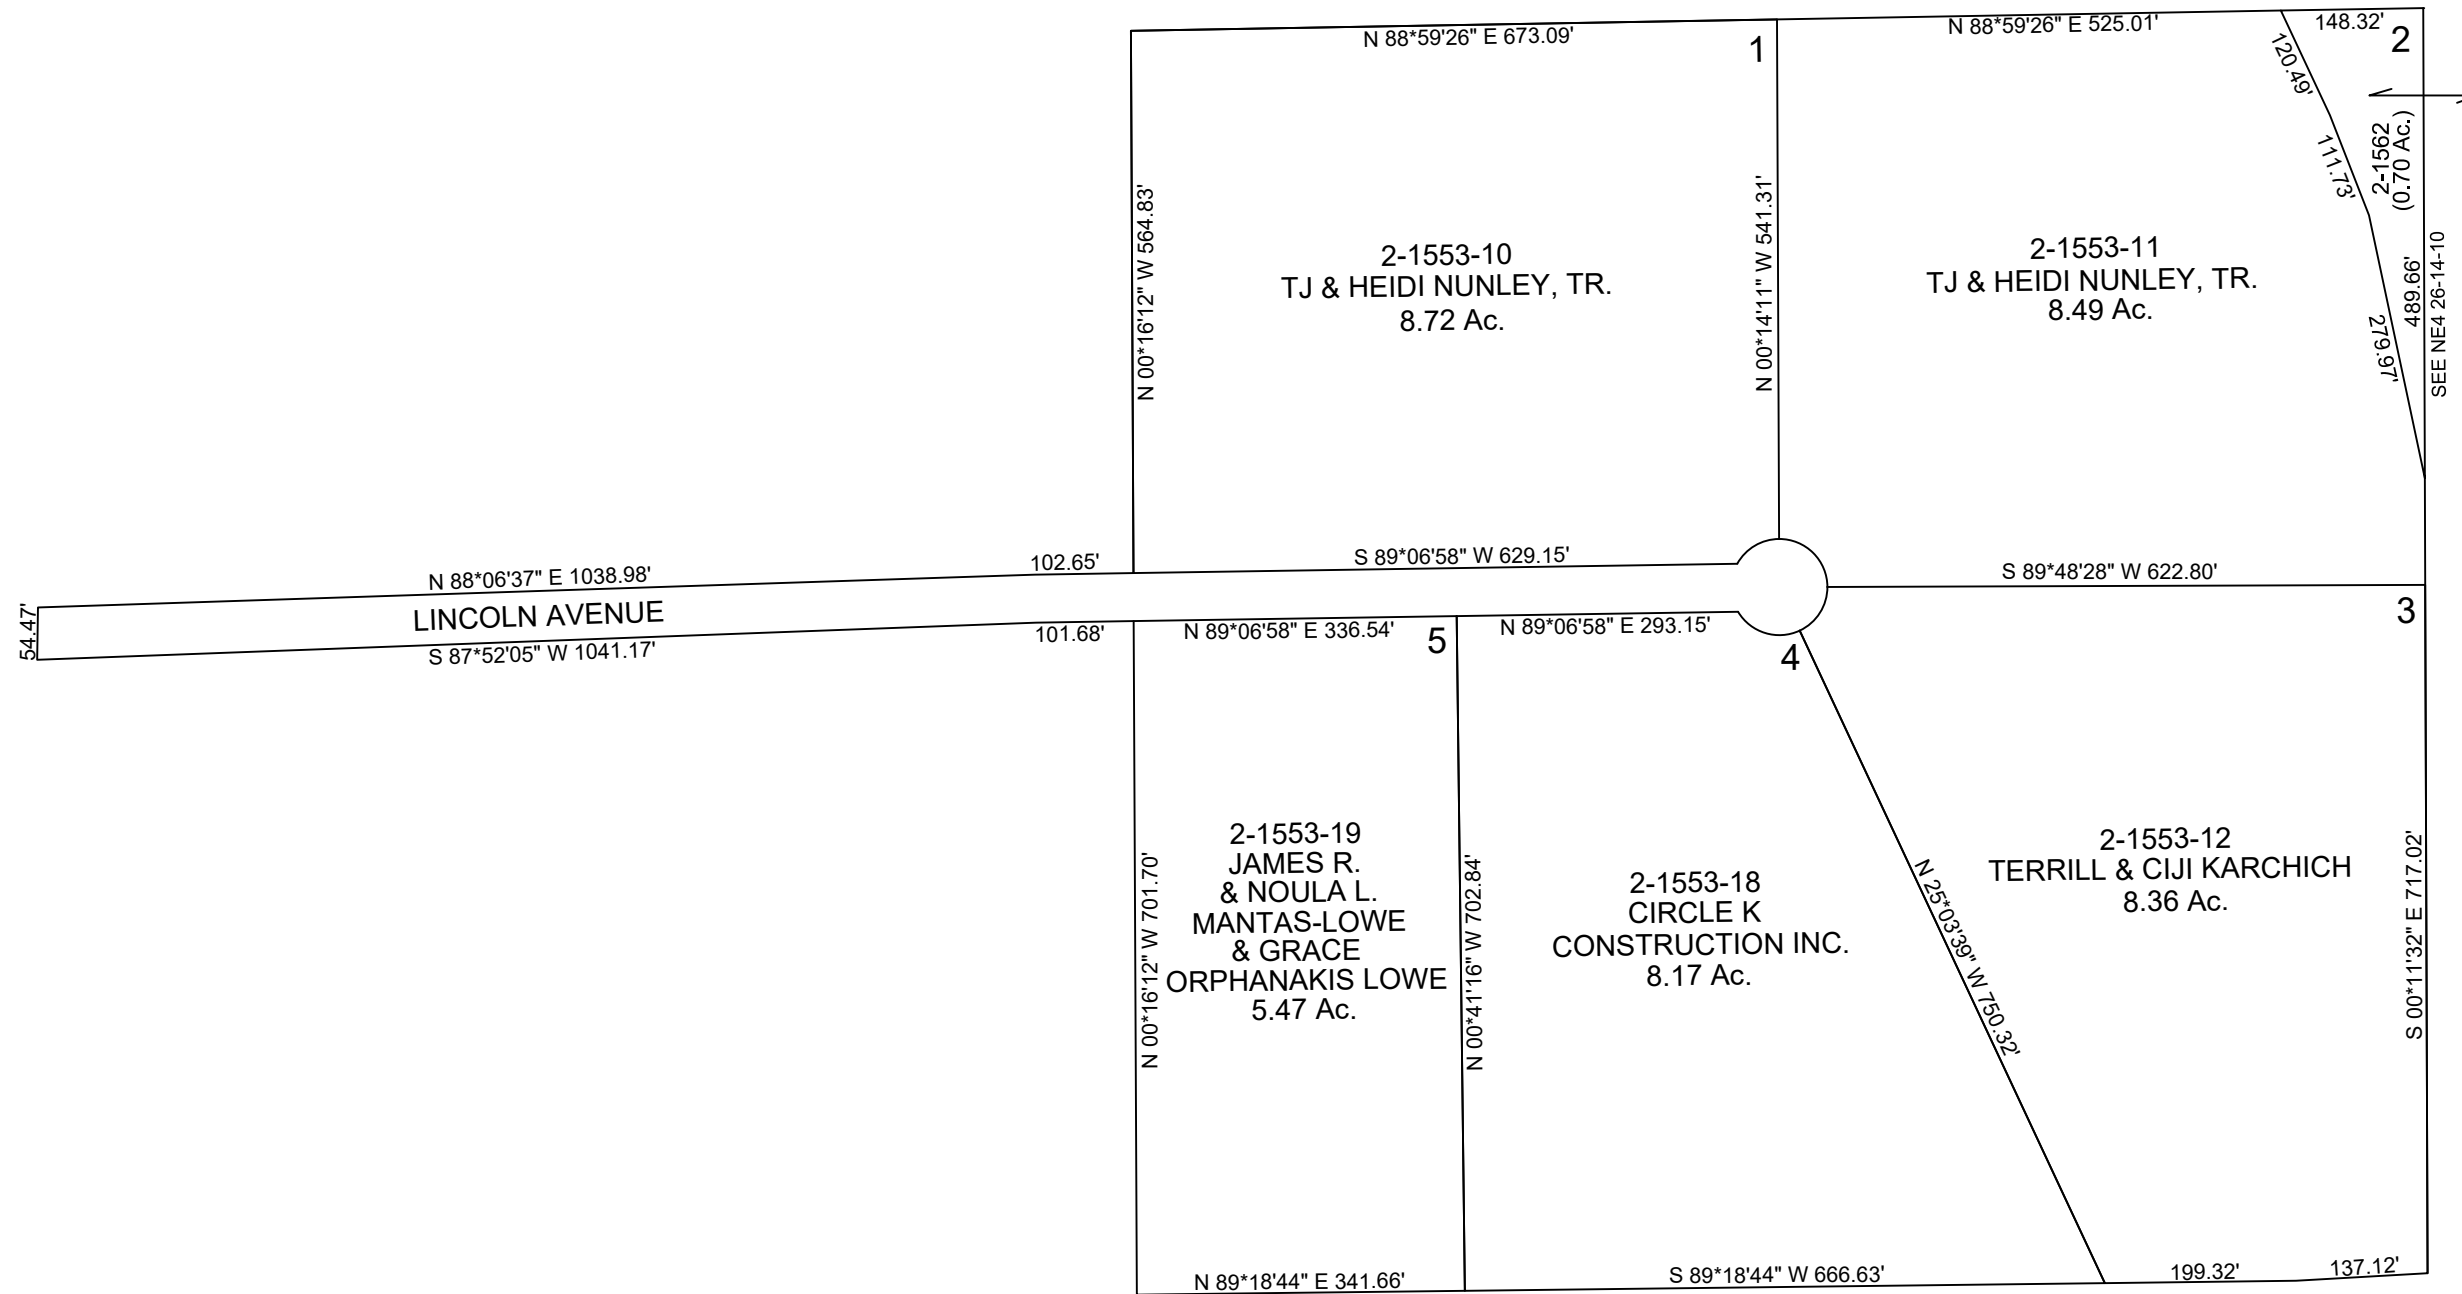 N 88*59'26" E 673.09'
1
N 88*59'26" E 525.01'
148.32'
2
120.49'
111.73'
2-1562
(0.70 Ac.)
489.66'
279.97'
SEE NE4 26-14-10
N 00*16'12" W 564.83'
2-1553-10
TJ & HEIDI NUNLEY, TR.
8.72 Ac.
N 00*14'11" W 541.31'
2-1553-11
TJ & HEIDI NUNLEY, TR.
8.49 Ac.
54.47'
N 88*06'37" E 1038.98'
LINCOLN AVENUE
S 87*52'05" W 1041.17'
102.65'
101.68'
S 89*06'58" W 629.15'
S 89*48'28" W 622.80'
3
N 89*06'58" E 336.54'
5
N 89*06'58" E 293.15'
4
N 00*16'12" W 701.70'
2-1553-19
JAMES R.
& NOULA L.
MANTAS-LOWE
& GRACE
ORPHANAKIS LOWE
5.47 Ac.
N 00*41'16" W 702.84'
2-1553-18
CIRCLE K
CONSTRUCTION INC.
8.17 Ac.
N 25*03'39" W 750.32'
2-1553-12
TERRILL & CIJI KARCHICH
8.36 Ac.
S 00*11'32" E 717.02'
N 89*18'44" E 341.66'
S 89*18'44" W 666.63'
199.32'
137.12'